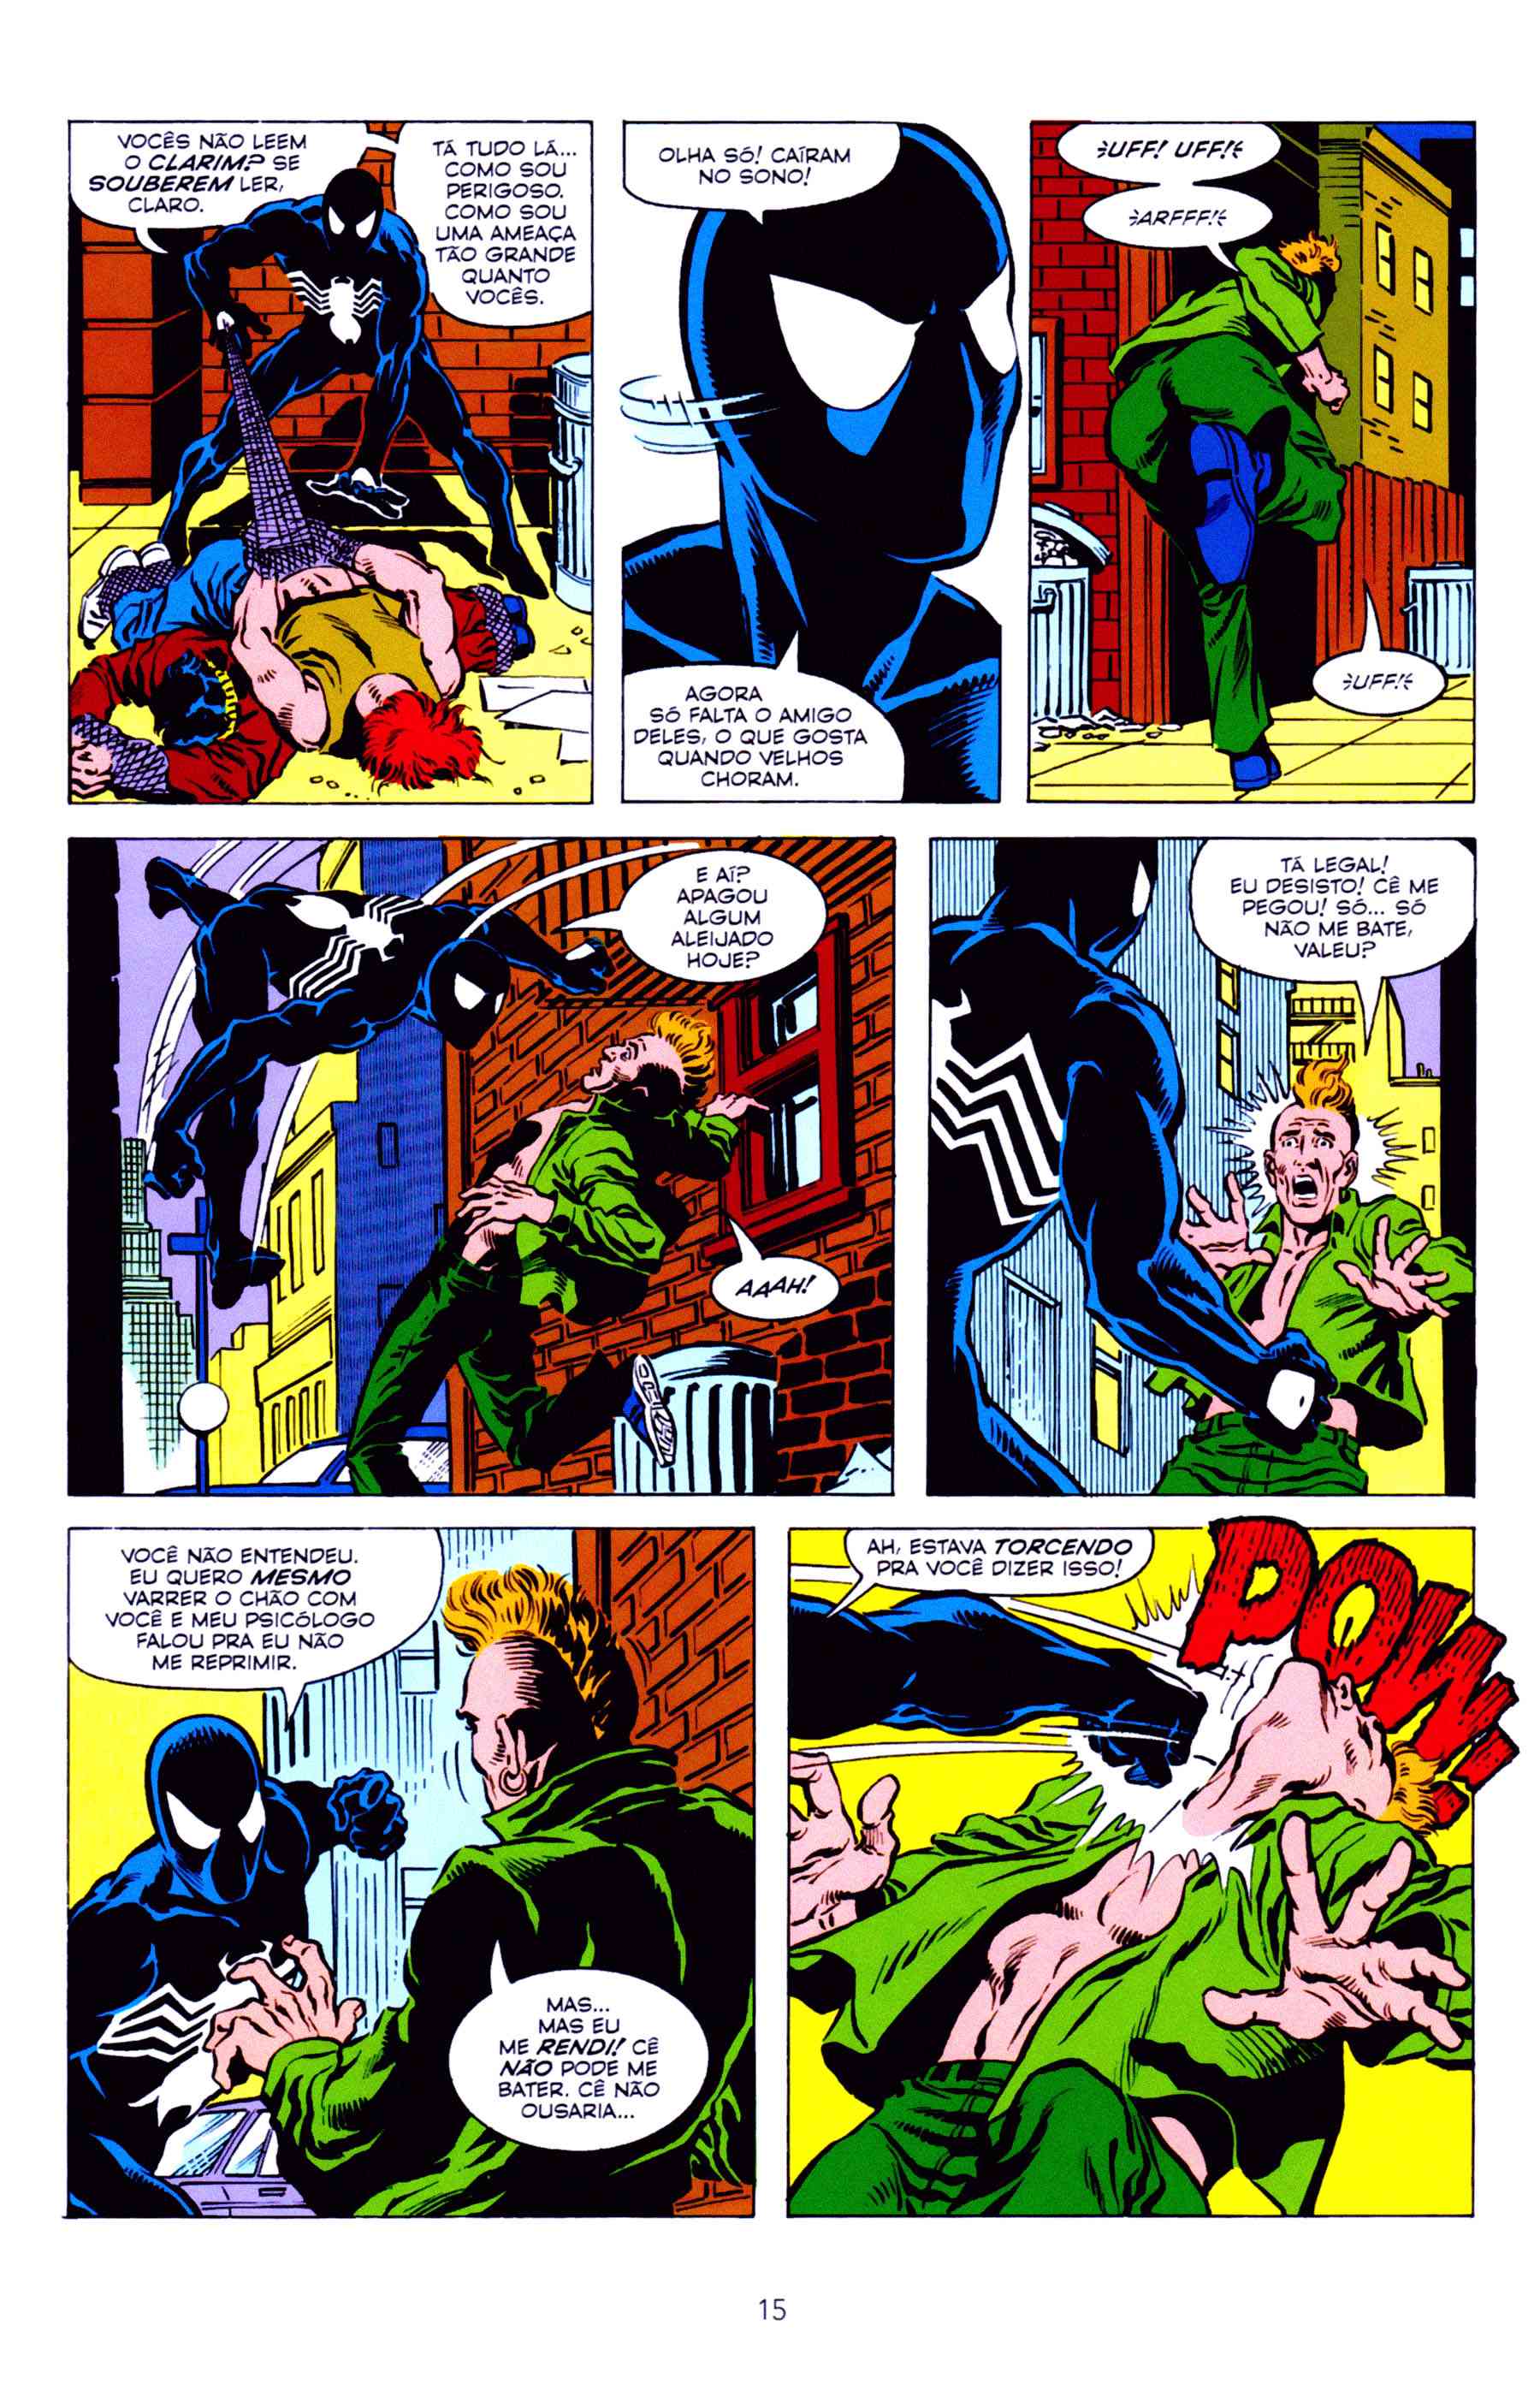 VOCÊS NÃO LEEM
O CLARIM? SE
SOUBEREM LER,
CLARO.
TÁ TUDO LÁ...
COMO SOU
PERIGOSO.
COMO SOU
UMA AMEAÇA
TÃO GRANDE
QUANTO
VOCÊS.
OLHA SÓ! CAÍRAM
NO SONO!
AGORA
SÓ FALTA O AMIGO
DELES, O QUE GOSTA
QUANDO VELHOS
CHORAM.
UFF! UFF!
ARFFF!
UFF!
E AÍ?
APAGOU
ALGUM
ALEIJADO
HOJE?
AAAH!
TÁ LEGAL!
EU DESISTO! CÊ ME
PEGOU! SÓ... SÓ
NÃO ME BATE,
VALEU?
VOCÊ NÃO ENTENDEU.
EU QUERO MESMO
VARRER O CHÃO COM
VOCÊ E MEU PSICÓLOGO
FALOU PRA EU NÃO
ME REPRIMIR.
MAS...
MAS EU
ME RENDI! CÊ
NÃO PODE ME
BATER. CÊ NÃO
OUSARIA...
AH, ESTAVA TORCENDO
PRA VOCÊ DIZER ISSO!
POW!
15